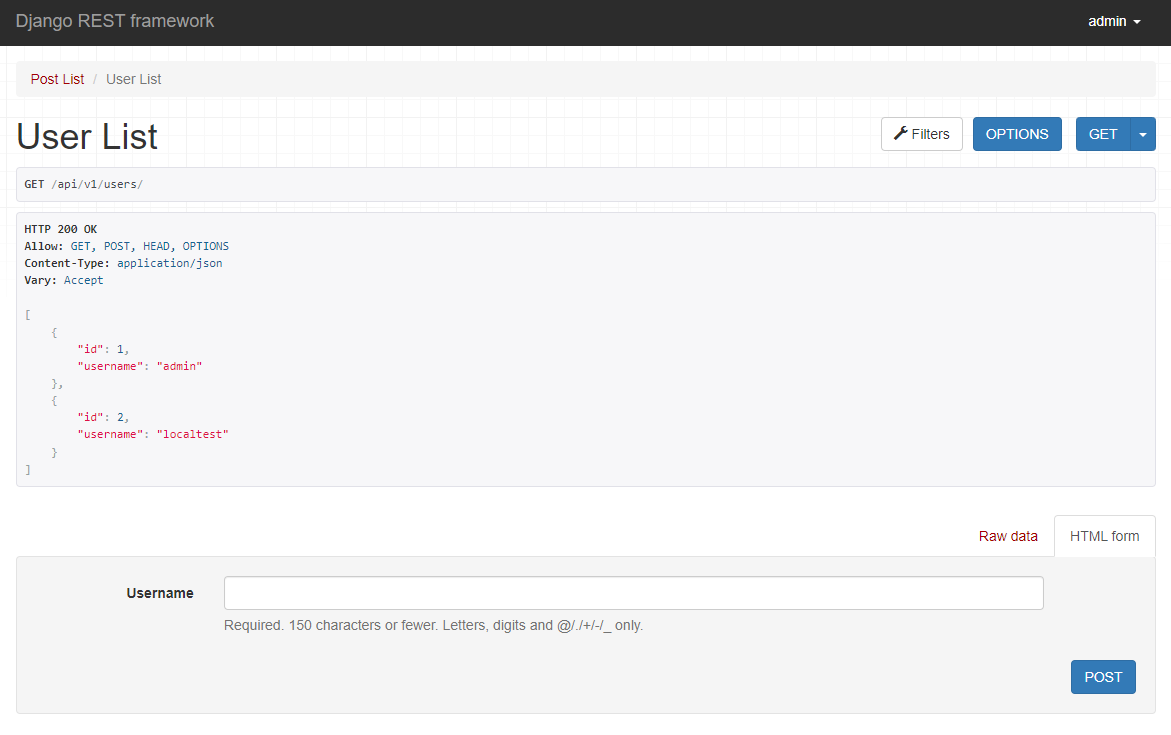 Django REST framework
admin
Post List / User List
User List
Filters
OPTIONS
GET
GET /api/v1/users/
HTTP 200 OK
Allow: GET, POST, HEAD, OPTIONS
Content-Type: application/json
Vary: Accept
[
    {
        "id": 1,
        "username": "admin"
    },
    {
        "id": 2,
        "username": "localtest"
    }
]
Raw data
HTML form
Username
Required. 150 characters or fewer. Letters, digits and @/./+/-/_ only.
POST